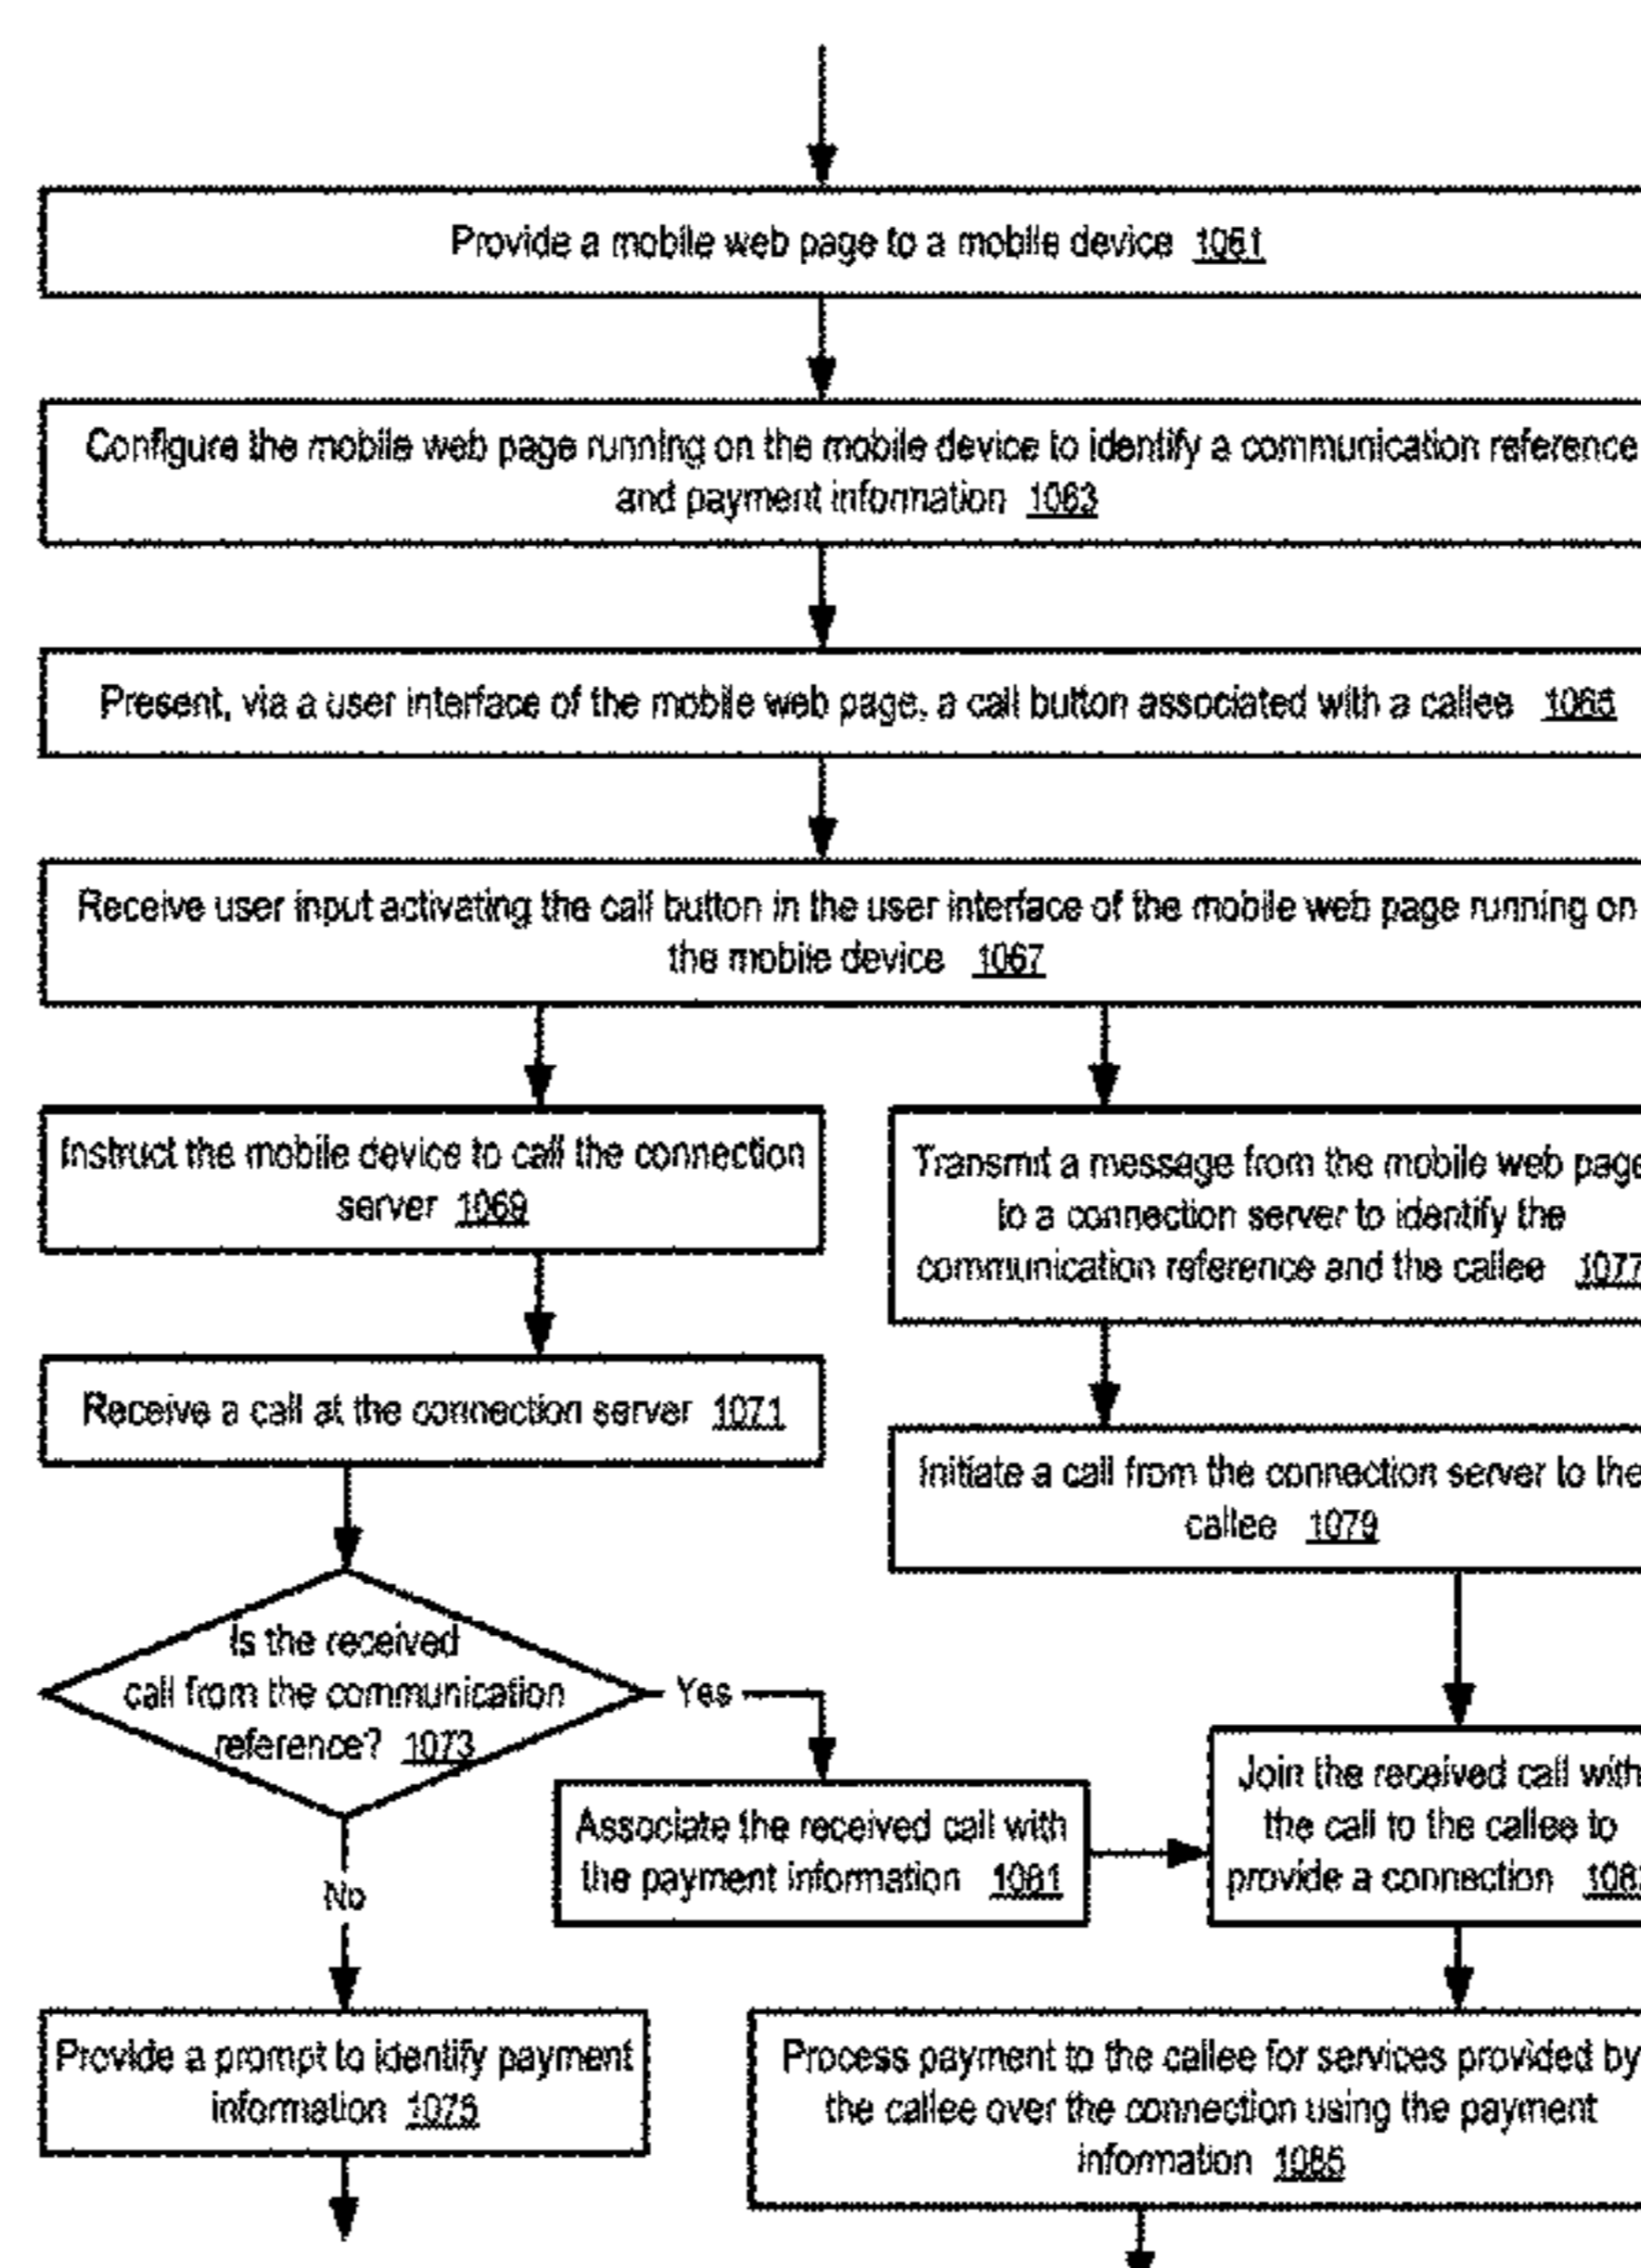 Provide a mobile web page to a mobile device 1061
Configure the mobile web page running on the mobile device to identify a communication reference
and payment information 1063
Present, via a user interface of the mobile web page, a call button associated with a callee 1065
Receive user input activating the call button in the user interface of the mobile web page running on
the mobile device 1067
Instruct the mobile device to call the connection
server 1069
Transmit a message from the mobile web page
to a connection server to identify the
communication reference and the callee 1077
Receive a call at the connection server 1071
Initiate a call from the connection server to the
callee 1079
Is the received
call from the communication
reference? 1073
Yes
Associate the received call with
the payment information 1081
Join the received call with
the call to the callee to
provide a connection
No
Provide a prompt to identify payment
information 1075
Process payment to the callee for services provided by
the callee over the connection using the payment
information 1085